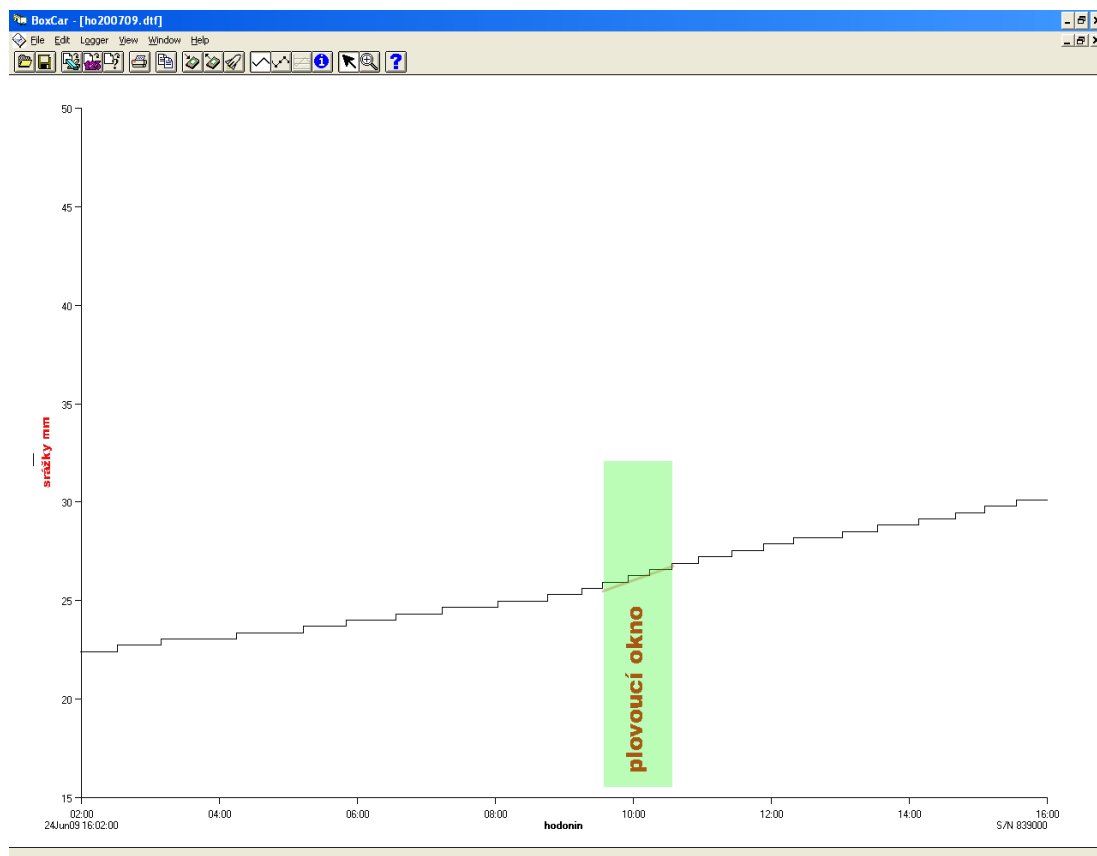 BoxCar - [ho200709.dtf]
File Edit Logger View Window Help
50
45
40
35
30
25
20
15
srážky mm
plovoucí okno
02:00 04:00 06:00 08:00 10:00 12:00 14:00 16:00
24Jun09 16:02:00 hodonin S/N 839000